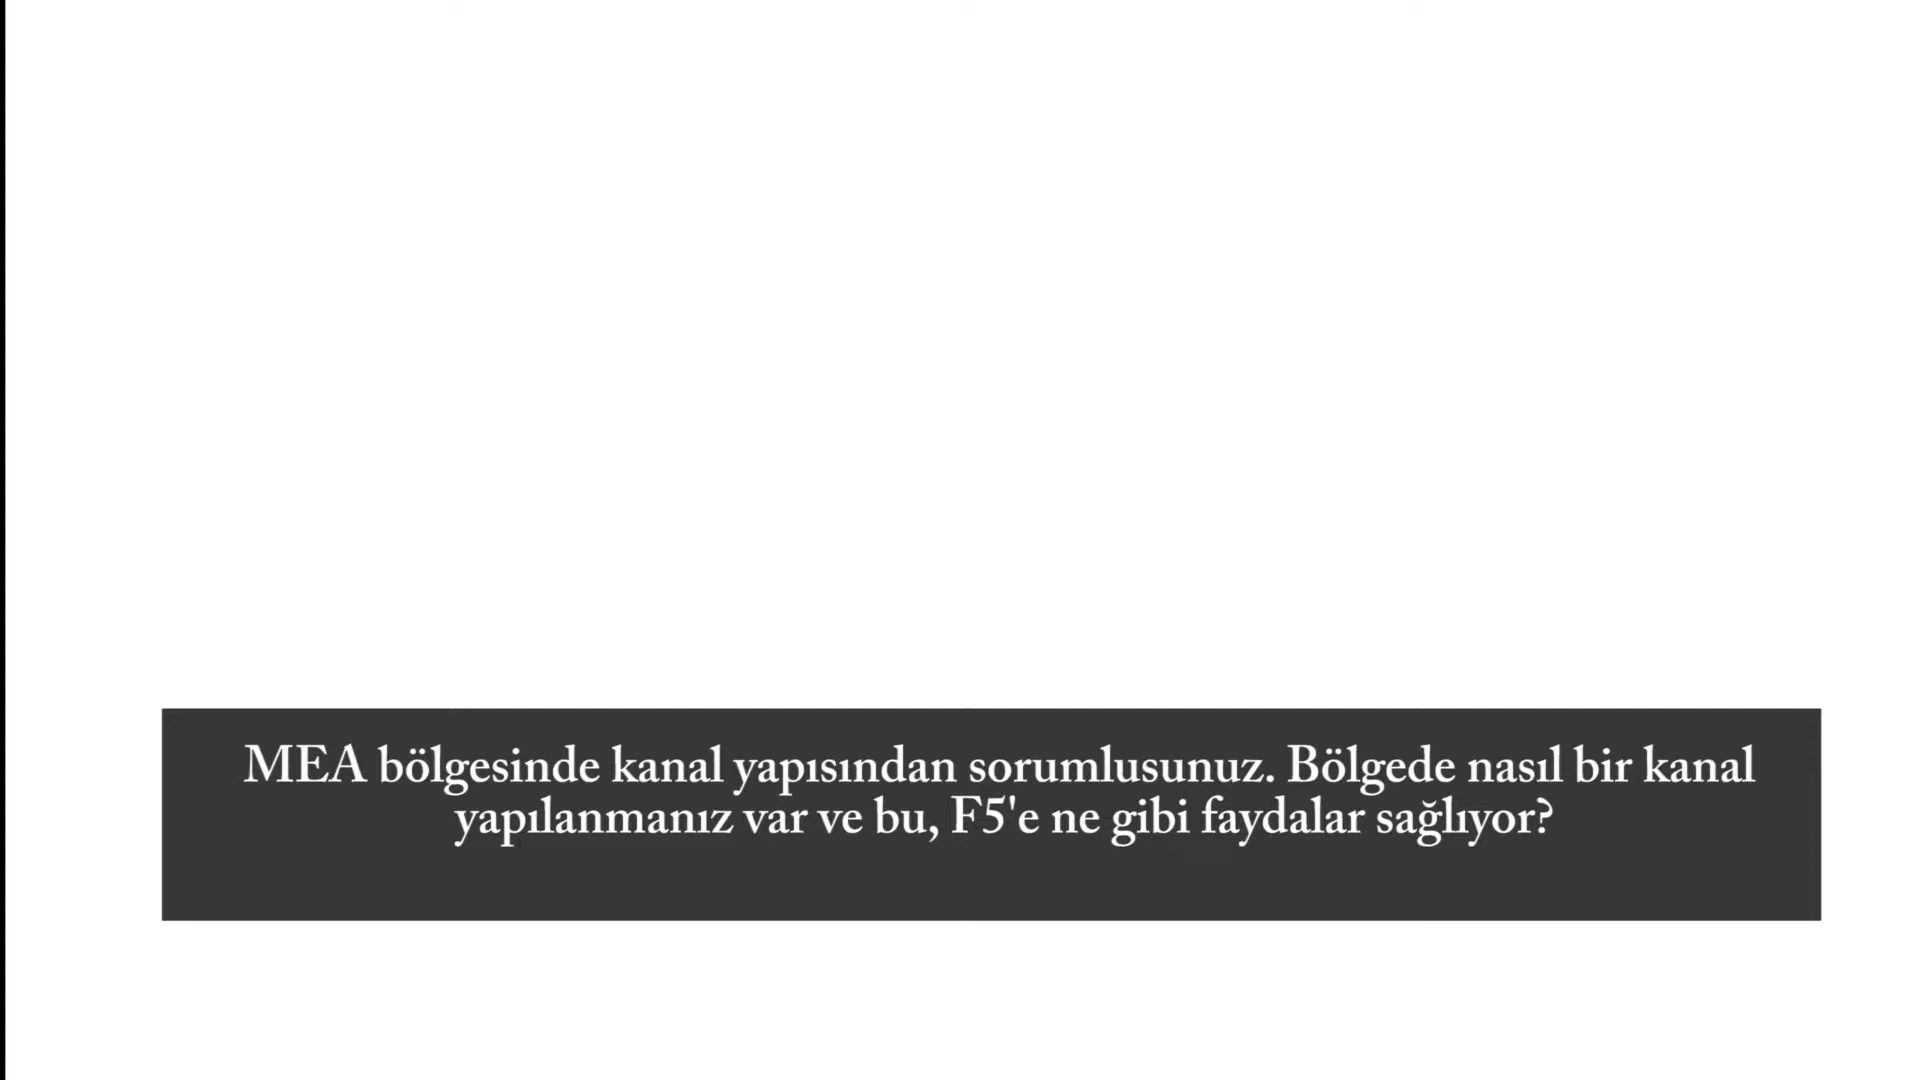 MEA bölgesinde kanal yapısından sorumlusunuz. Bölgede nasıl bir kanal
yapılanmanız var ve bu, F5'e ne gibi faydalar sağlıyor?